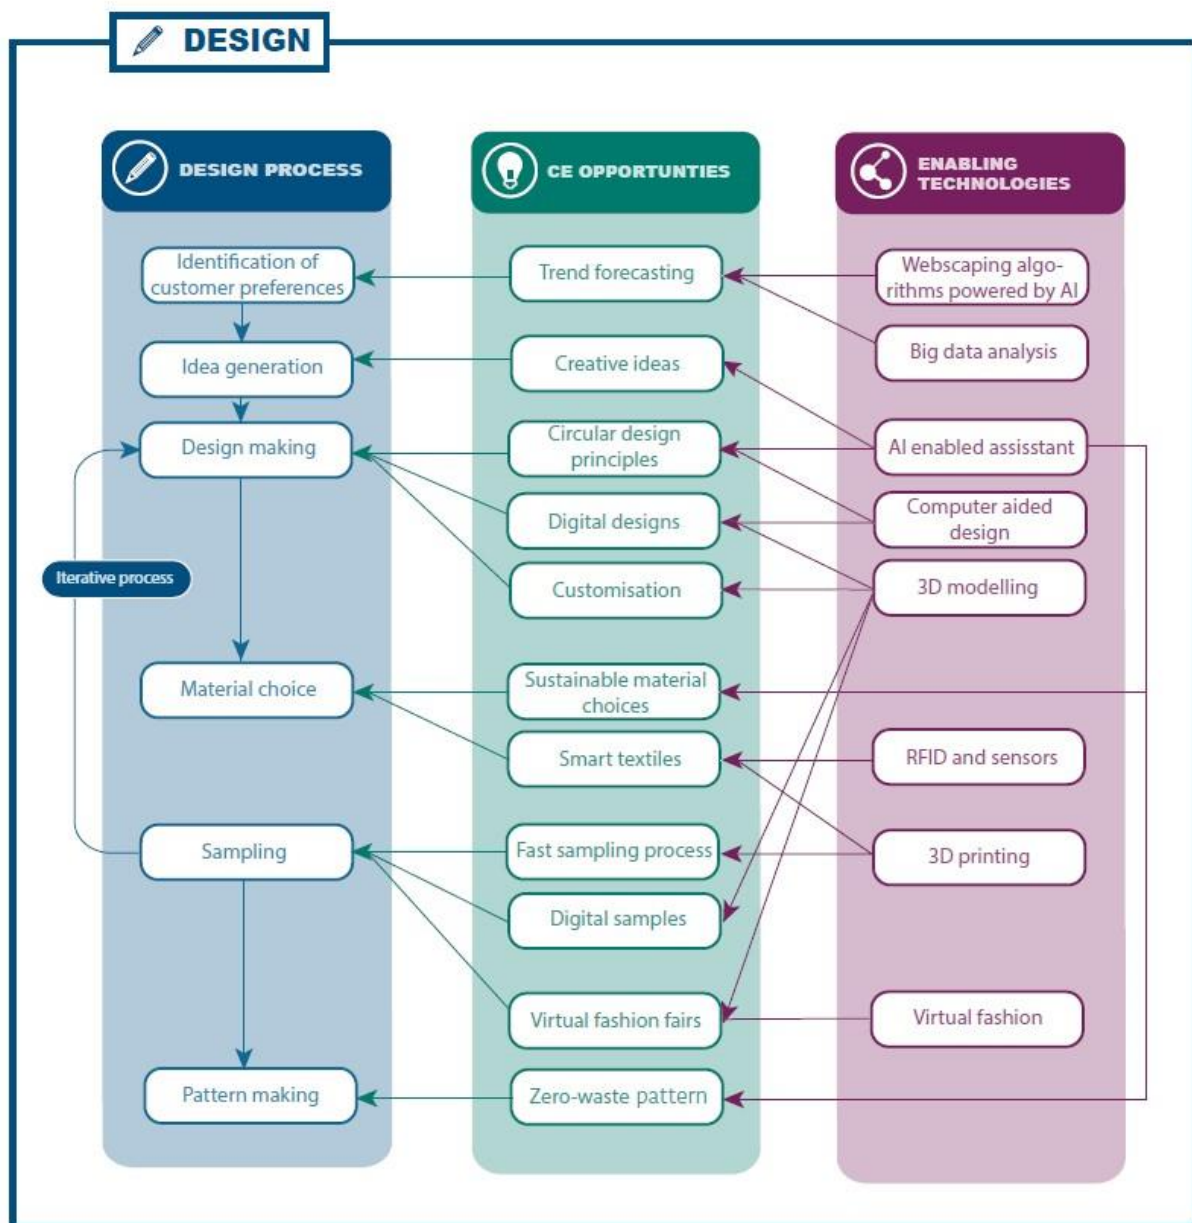 DESIGN
DESIGN PROCESS
Identification of
customer preferences
Idea generation
Design making
Iterative process
Material choice
Sampling
Pattern making
CE OPPORTUNTIES
Trend forecasting
Creative ideas
Circular design
principles
Digital designs
Customisation
Sustainable material
choices
Smart textiles
Fast sampling process
Digital samples
Virtual fashion fairs
Zero-waste pattern
ENABLING
TECHNOLOGIES
Webscaping algo-
rithms powered by AI
Big data analysis
AI enabled assisstant
Computer aided
design
3D modelling
RFID and sensors
3D printing
Virtual fashion